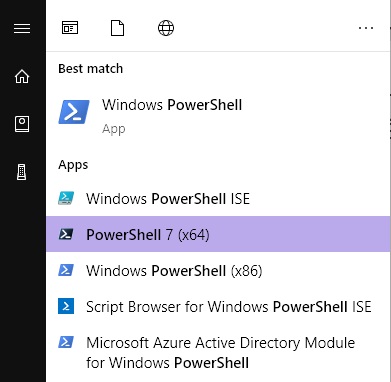 Best match
Windows PowerShell
App
Apps
Windows PowerShell ISE
PowerShell 7 (x64)
Windows PowerShell (x86)
Script Browser for Windows PowerShell ISE
Microsoft Azure Active Directory Module
for Windows PowerShell